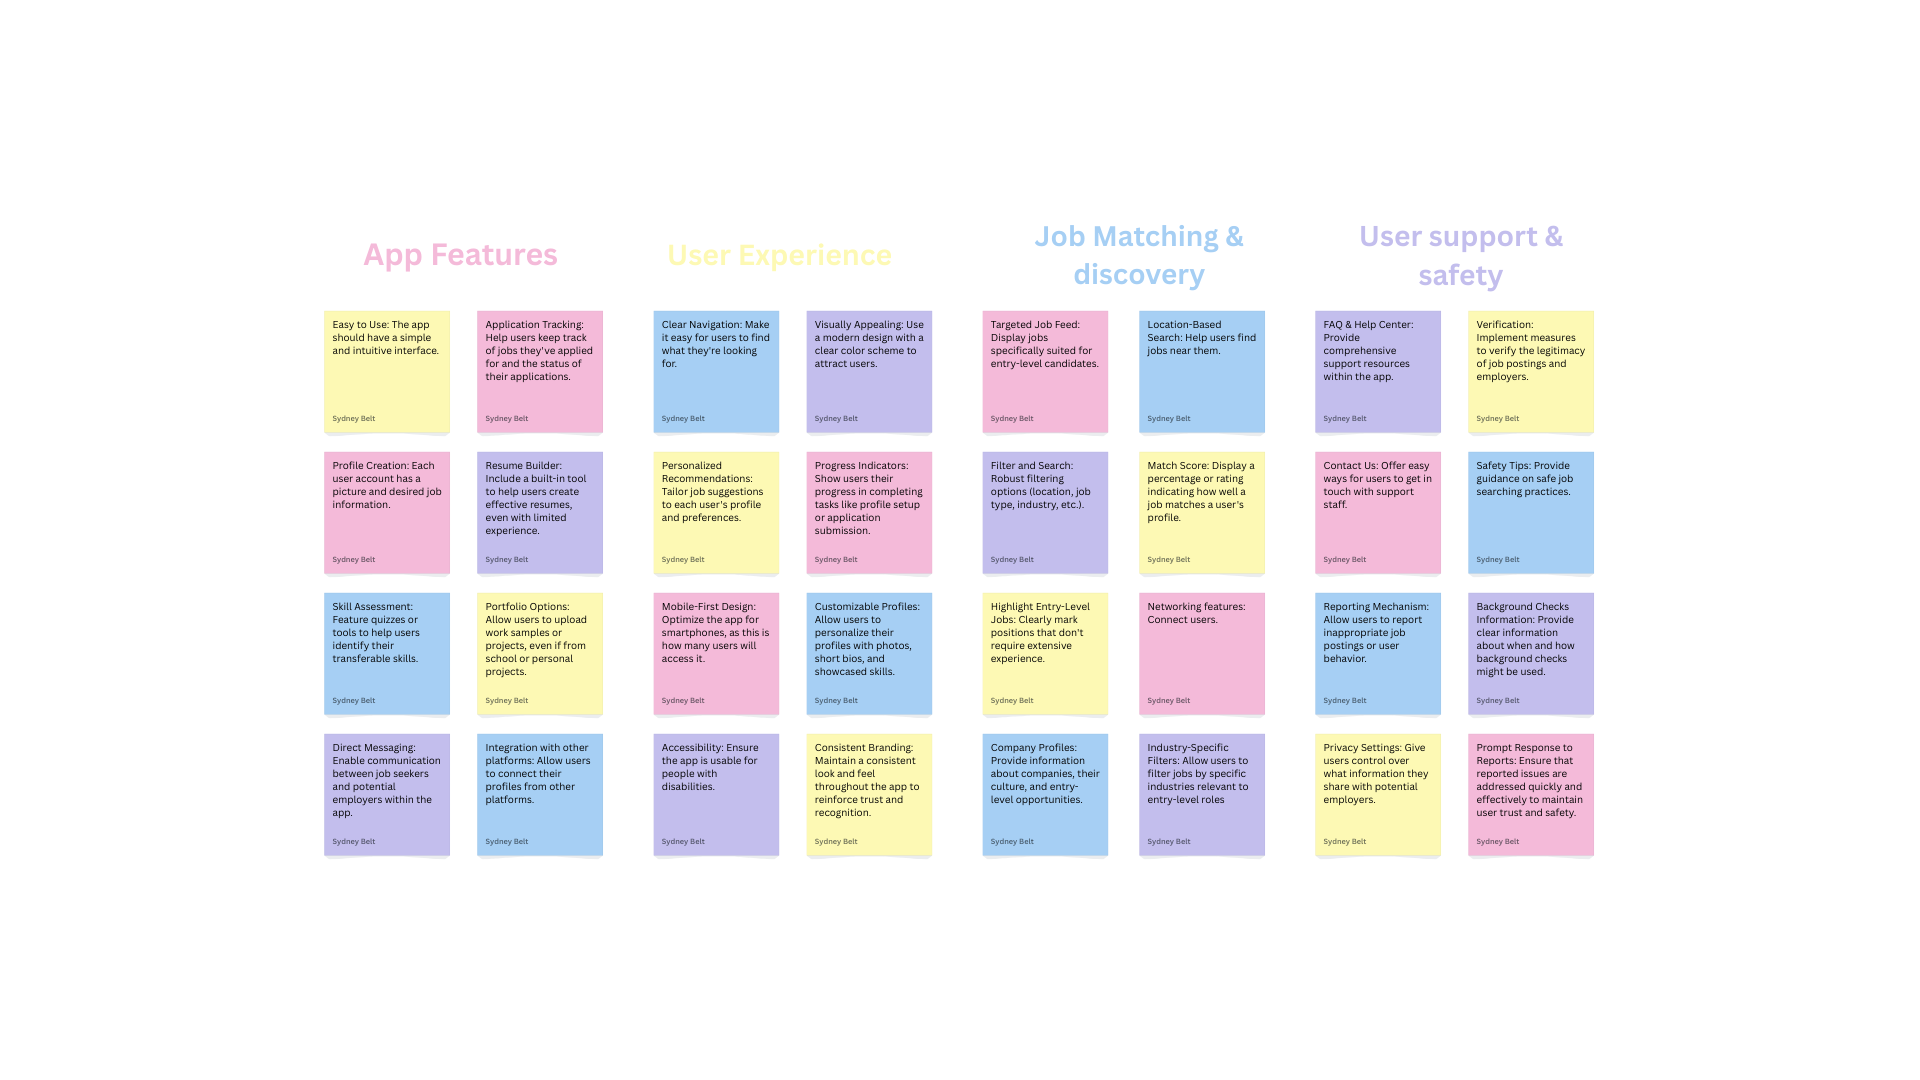 App Features
Easy to Use: The app
should have a simple
and intuitive interface.
Sydney Belt
Application Tracking:
Help users keep track
of jobs they've applied
for and the status of
their applications.
Sydney Belt
Profile Creation: Each
user account has a
picture and desired job
information.
Sydney Belt
Resume Builder:
Include a built-in tool
to help users create
effective resumes,
even with limited
experience.
Sydney Belt
Skill Assessment:
Feature quizzes or
tools to help users
identify their
transferable skills.
Sydney Belt
Portfolio Options:
Allow users to upload
work samples or
projects, even if from
school or personal
projects.
Sydney Belt
Direct Messaging:
Enable communication
between job seekers
and potential
employers within the
app.
Sydney Belt
Integration with other
platforms: Allow users
to connect their
profiles from other
platforms.
Sydney Belt
User Experience
Clear Navigation: Make
it easy for users to find
what they're looking
for.
Sydney Belt
Visually Appealing: Use
a modern design with a
clear color scheme to
attract users.
Sydney Belt
Personalized
Recommendations:
Tailor job suggestions
to each user's profile
and preferences.
Sydney Belt
Progress Indicators:
Show users their
progress in completing
tasks like profile setup
or application
submission.
Sydney Belt
Mobile-First Design:
Optimize the app for
smartphones, as this is
how many users will
access it.
Sydney Belt
Customizable Profiles:
Allow users to
personalize their
profiles with photos,
short bios, and
showcased skills.
Sydney Belt
Accessibility: Ensure
the app is usable for
people with
disabilities.
Sydney Belt
Consistent Branding:
Maintain a consistent
look and feel
throughout the app to
reinforce trust and
recognition.
Sydney Belt
Job Matching &
discovery
Targeted Job Feed:
Display jobs
specifically suited for
entry-level candidates.
Sydney Belt
Location-Based
Search: Help users find
jobs near them.
Sydney Belt
Filter and Search:
Robust filtering
options (location, job
type, industry, etc.).
Sydney Belt
Match Score: Display a
percentage or rating
indicating how well a
job matches a user's
profile.
Sydney Belt
Highlight Entry-Level
Jobs: Clearly mark
positions that don't
require extensive
experience.
Sydney Belt
Networking features:
Connect users.
Sydney Belt
Company Profiles:
Provide information
about companies, their
culture, and entry-
level opportunities.
Sydney Belt
Industry-Specific
Filters: Allow users to
filter jobs by specific
industries relevant to
entry-level roles
Sydney Belt
User support &
safety
FAQ & Help Center:
Provide
comprehensive
support resources
within the app.
Sydney Belt
Verification:
Implement measures
to verify the legitimacy
of job postings and
employers.
Sydney Belt
Contact Us: Offer easy
ways for users to get in
touch with support
staff.
Sydney Belt
Safety Tips: Provide
guidance on safe job
searching practices.
Sydney Belt
Reporting Mechanism:
Allow users to report
inappropriate job
postings or user
behavior.
Sydney Belt
Background Checks
Information: Provide
clear information
about when and how
background checks
might be used.
Sydney Belt
Privacy Settings: Give
users control over
what information they
share with potential
employers.
Sydney Belt
Prompt Response to
Reports: Ensure that
reported issues are
addressed quickly and
effectively to maintain
user trust and safety.
Sydney Belt